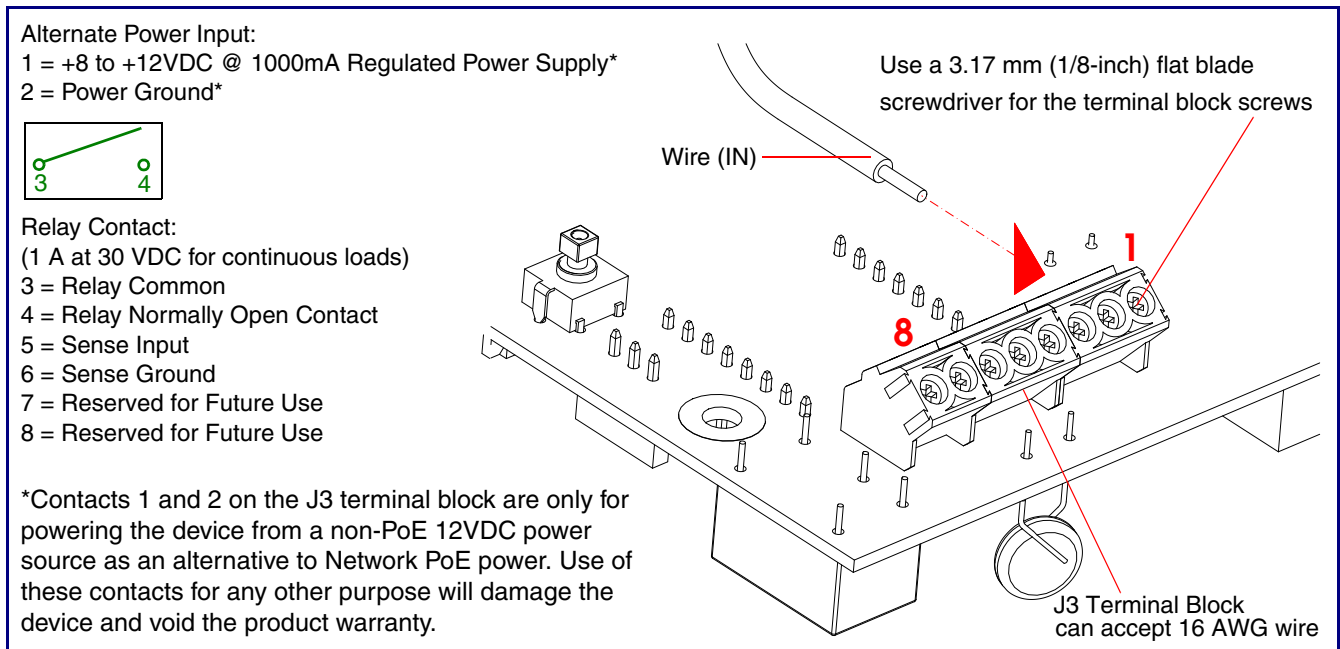 Alternate Power Input:
1 = +8 to +12VDC @ 1000mA Regulated Power Supply*
2 = Power Ground*
3 4
Relay Contact:
(1 A at 30 VDC for continuous loads)
3 = Relay Common
4 = Relay Normally Open Contact
5 = Sense Input
6 = Sense Ground
7 = Reserved for Future Use
8 = Reserved for Future Use
*Contacts 1 and 2 on the J3 terminal block are only for
powering the device from a non-PoE 12VDC power
source as an alternative to Network PoE power. Use of
these contacts for any other purpose will damage the
device and void the product warranty.
Use a 3.17 mm (1/8-inch) flat blade
screwdriver for the terminal block screws
Wire (IN)
1
8
J3 Terminal Block
can accept 16 AWG wire